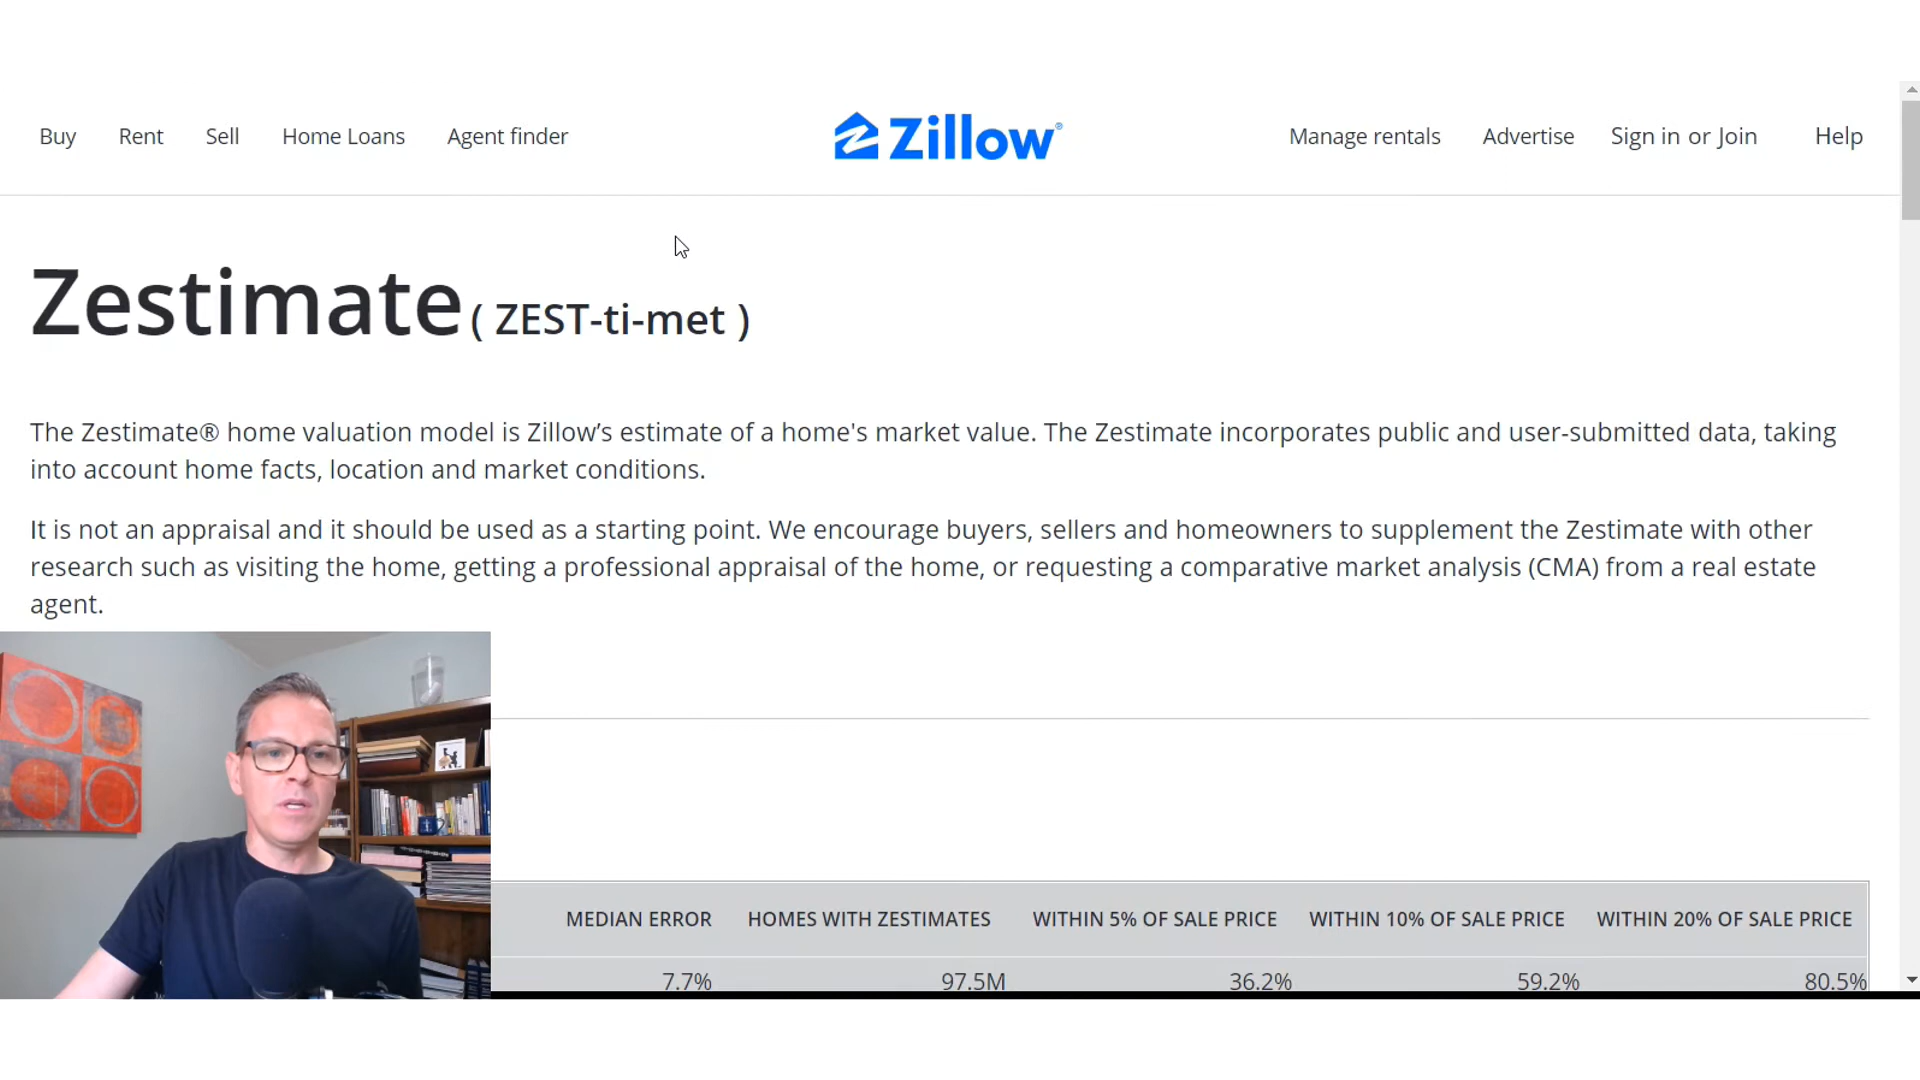 Buy Rent Sell Home Loans Agent finder Zillow® Manage rentals Advertise Sign in or Join Help
Zestimate ( ZEST-ti-met )
The Zestimate® home valuation model is Zillow’s estimate of a home's market value. The Zestimate incorporates public and user-submitted data, taking
into account home facts, location and market conditions.
It is not an appraisal and it should be used as a starting point. We encourage buyers, sellers and homeowners to supplement the Zestimate with other
research such as visiting the home, getting a professional appraisal of the home, or requesting a comparative market analysis (CMA) from a real estate
agent.
MEDIAN ERROR HOMES WITH ZESTIMATES WITHIN 5% OF SALE PRICE WITHIN 10% OF SALE PRICE WITHIN 20% OF SALE PRICE
7.7% 97.5M 36.2% 59.2% 80.5%